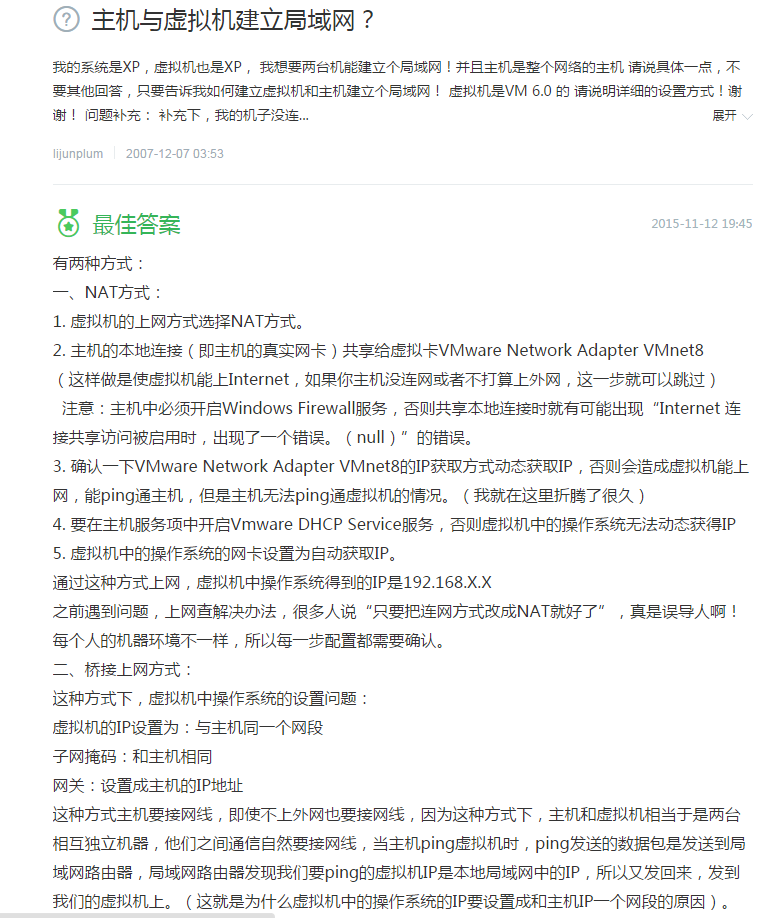 主机与虚拟机建立局域网？
我的系统是XP，虚拟机也是XP， 我想要两台机能建立个局域网！并且主机是整个网络的主机 请说具体一点，不
要其他回答，只要告诉我如何建立虚拟机和主机建立个局域网！ 虚拟机是VM 6.0 的 请说明详细的设置方式！谢
谢！ 问题补充： 补充下，我的机子没连...
展开
lijunplum
2007-12-07 03:53
最佳答案
2015-11-12 19:45
有两种方式：
一、NAT方式：
1. 虚拟机的上网方式选择NAT方式。
2. 主机的本地连接（即主机的真实网卡）共享给虚拟卡VMware Network Adapter VMnet8
（这样做是使虚拟机能上Internet，如果你主机没连网或者不打算上外网，这一步就可以跳过）
注意：主机中必须开启Windows Firewall服务，否则共享本地连接时就有可能出现“Internet 连
接共享访问被启用时，出现了一个错误。（null）”的错误。
3. 确认一下VMware Network Adapter VMnet8的IP获取方式动态获取IP，否则会造成虚拟机能上
网，能ping通主机，但是主机无法ping通虚拟机的情况。（我就在这里折腾了很久）
4. 要在主机服务项中开启Vmware DHCP Service服务，否则虚拟机中的操作系统无法动态获得IP
5. 虚拟机中的操作系统的网卡设置为自动获取IP。
通过这种方式上网，虚拟机中操作系统得到的IP是192.168.X.X
之前遇到问题，上网查解决办法，很多人说“只要把连网方式改成NAT就好了”，真是误导人啊！
每个人的机器环境不一样，所以每一步配置都需要确认。
二、桥接上网方式：
这种方式下，虚拟机中操作系统的设置问题：
虚拟机的IP设置为：与主机同一个网段
子网掩码：和主机相同
网关：设置成主机的IP地址
这种方式主机要接网线，即使不上外网也要接网线，因为这种方式下，主机和虚拟机相当于是两台
相互独立机器，他们之间通信自然要接网线，当主机ping虚拟机时，ping发送的数据包是发送到局
域网路由器，局域网路由器发现我们要ping的虚拟机IP是本地局域网中的IP，所以又发回来，发到
我们的虚拟机上。（这就是为什么虚拟机中的操作系统的IP要设置成和主机IP一个网段的原因）。